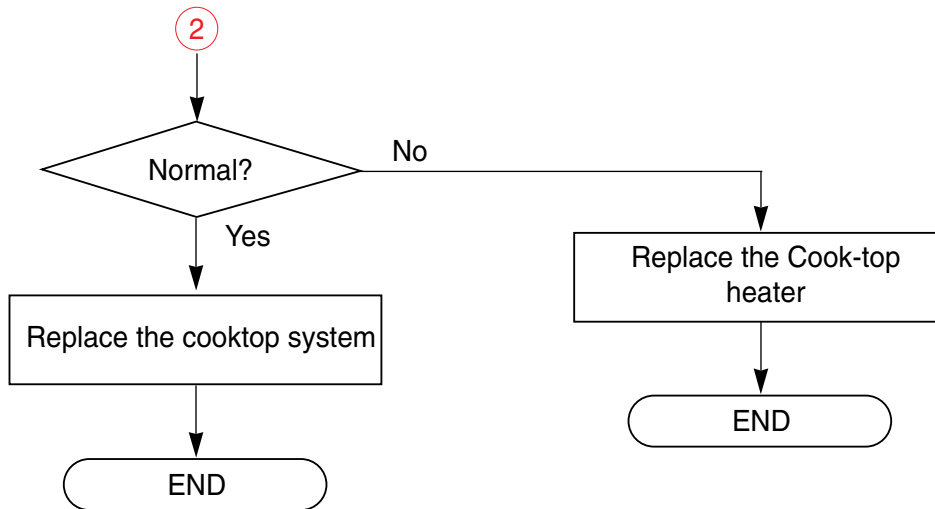 2
Normal?
No
Yes
Replace the Cook-top
heater
Replace the cooktop system
END
END